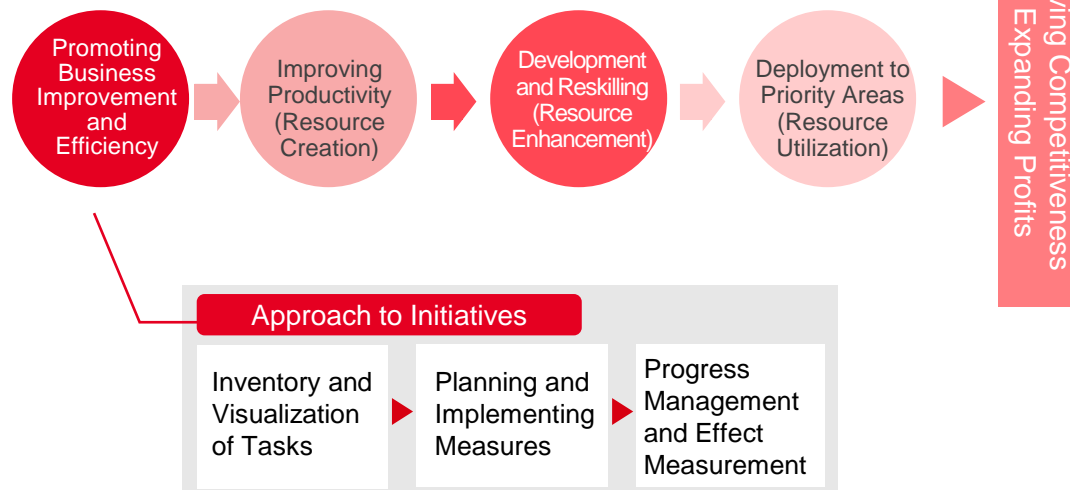 Promoting
Business
Improvement
and
Efficiency
Improving
Productivity
(Resource
Creation)
Development
and Reskilling
(Resource
Enhancement)
Deployment to
Priority Areas
(Resource
Utilization)
Competitiveness
Expanding Profits
Approach to Initiatives
Inventory and
Visualization
of Tasks
Planning and
Implementing
Measures
Progress
Management
and Effect
Measurement